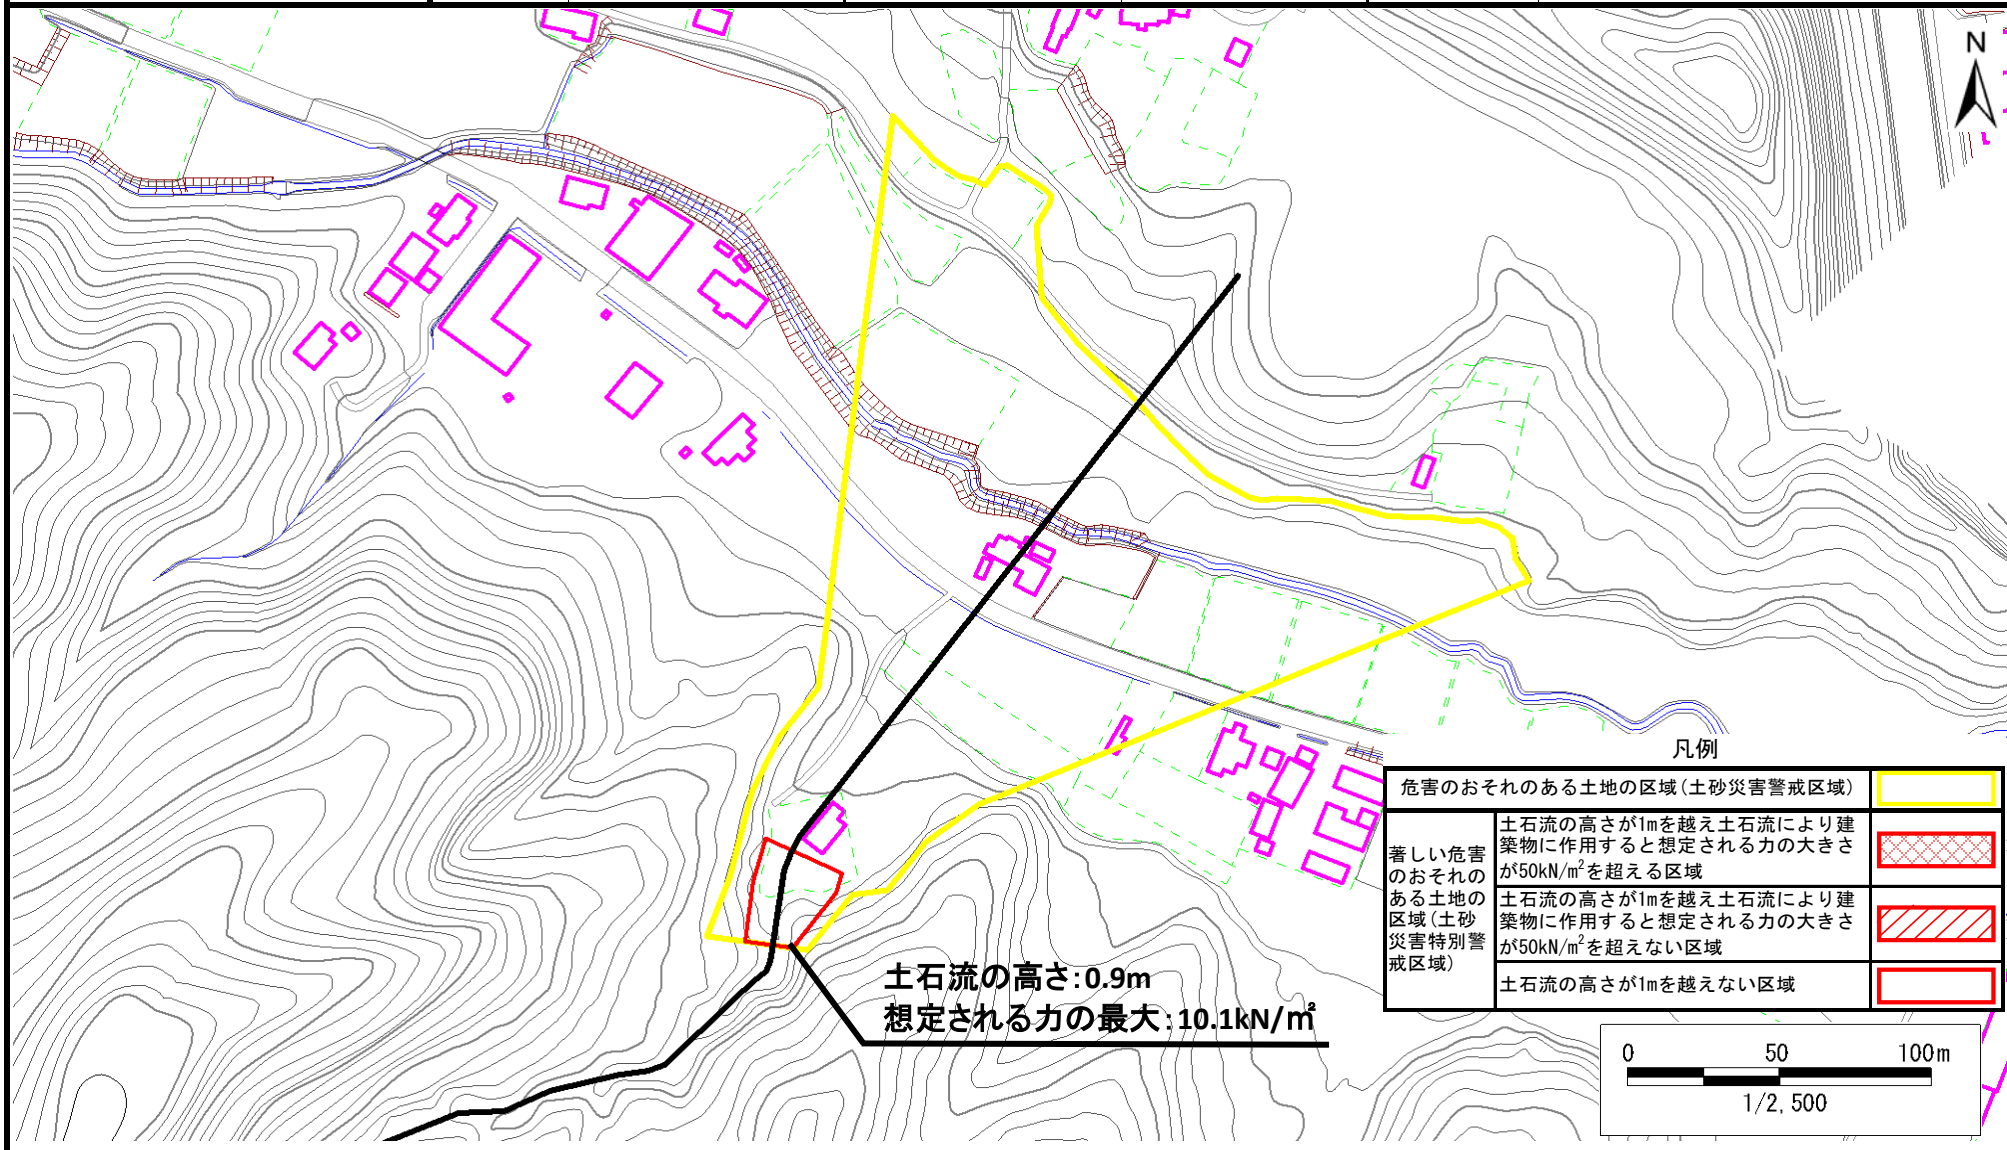 N
凡例
危害のおそれのある土地の区域(土砂災害警戒区域)
著しい危害
のおそれの
ある土地の
区域(土砂
災害特別警
戒区域)
土石流の高さが1mを越え土石流により建
築物に作用すると想定される力の大きさ
が50kN/m²を超える区域
土石流の高さが1mを越え土石流により建
築物に作用すると想定される力の大きさ
が50kN/m²を超えない区域
土石流の高さが1mを越えない区域
土石流の高さ:0.9m
想定される力の最大:10.1kN/㎡
0 50 100m
1/2,500